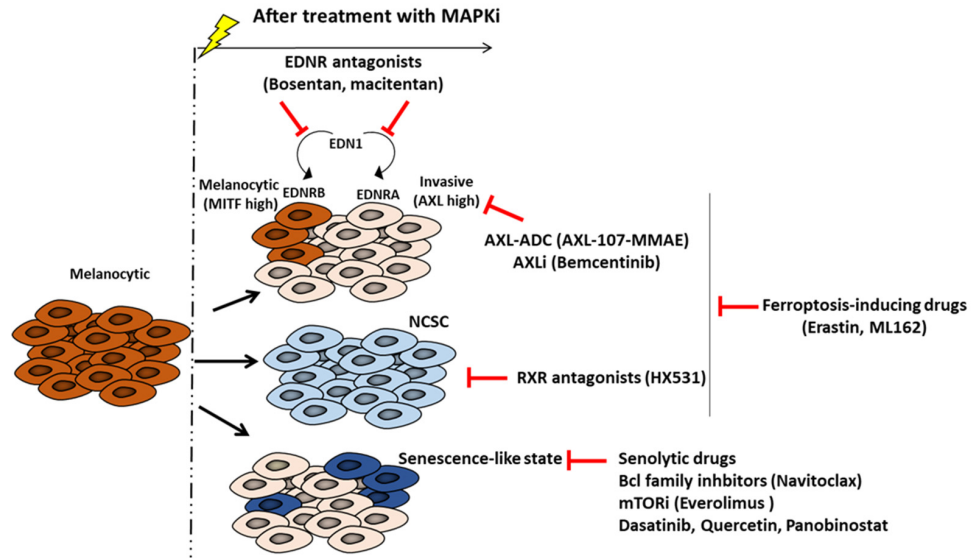 After treatment with MAPKi
EDNR antagonists
(Bosentan, macitentan)
EDN1
Melanocytic
(MITF high)
EDNRB
EDNRA
Invasive
(AXL high)
AXL-ADC (AXL-107-MMAE)
AXLi (Bemcentinib)
Melanocytic
Ferroptosis-inducing drugs
(Erastin, ML162)
NCSC
RXR antagonists (HX531)
Senescence-like state
Senolytic drugs
Bcl family inhbitors (Navitoclax)
mTORi (Everolimus )
Dasatinib, Quercetin, Panobinostat